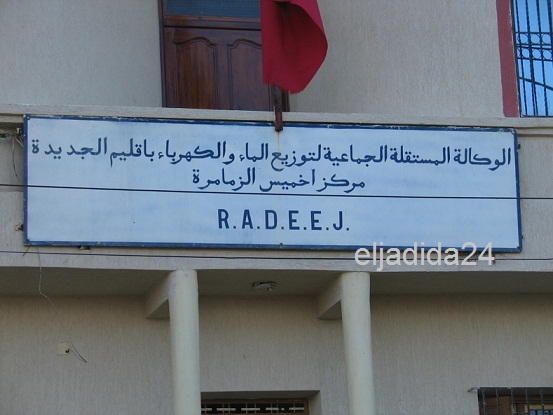 الوكالة المستقلة الجماعية لتوزيع الماء والكهرباء باقليم الجديدة
مركز اخميس الزمامرة
R.A.D.E.E.J.
eljadida24